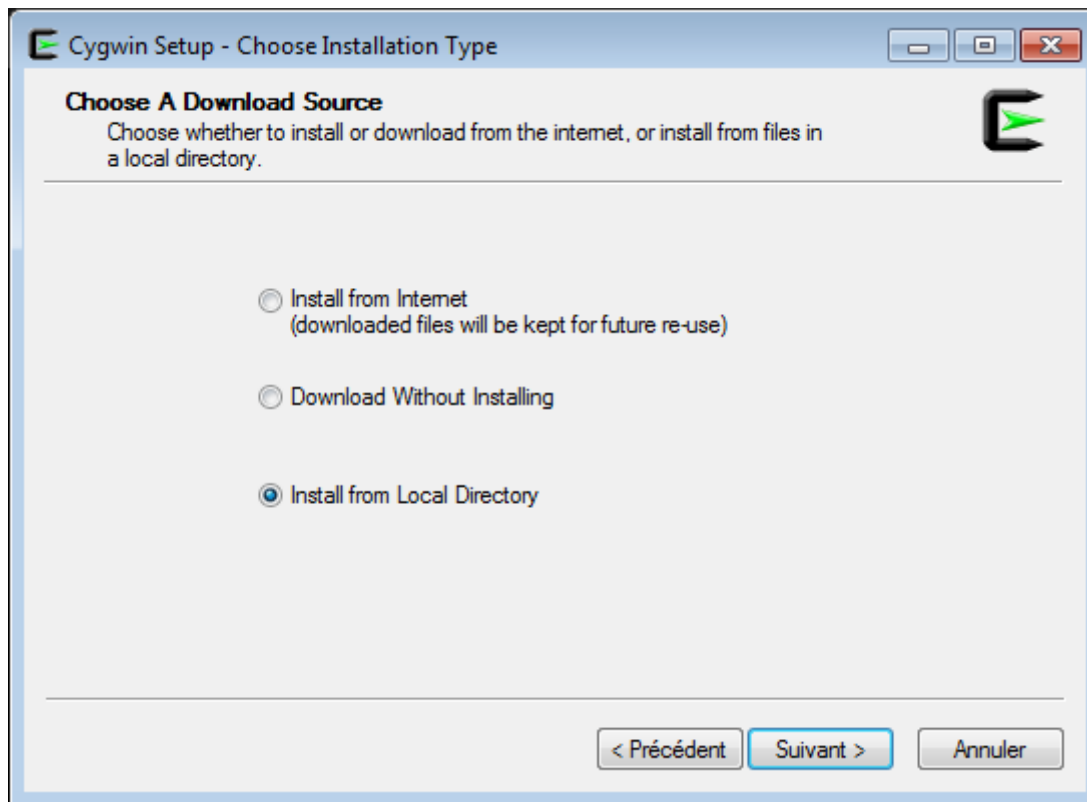 Cygwin Setup - Choose Installation Type
Choose A Download Source
Choose whether to install or download from the internet, or install from files in
a local directory.
Install from Internet
(downloaded files will be kept for future re-use)
Download Without Installing
Install from Local Directory
< Précédent
Suivant >
Annuler